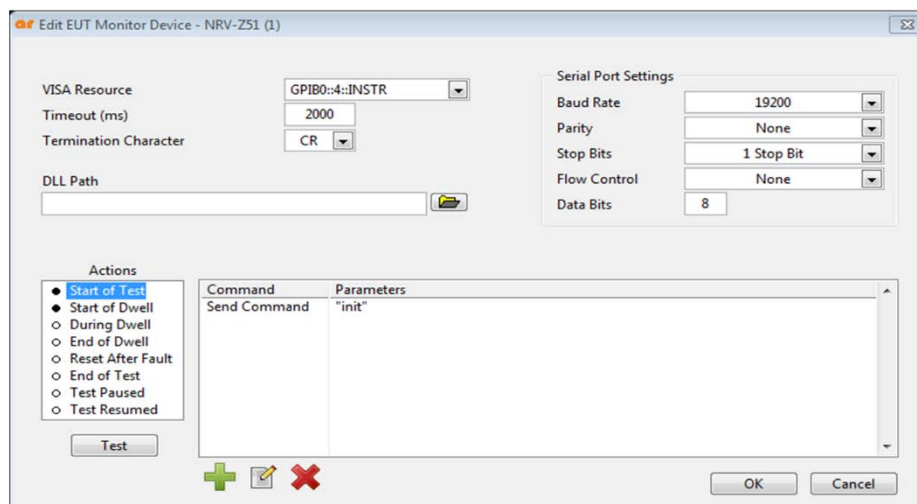 ar Edit EUT Monitor Device - NRV-Z51 (1)
VISA Resource GPIB0::4::INSTR
Timeout (ms) 2000
Termination Character CR
DLL Path
Serial Port Settings
Baud Rate 19200
Parity None
Stop Bits 1 Stop Bit
Flow Control None
Data Bits 8
Actions
Start of Test
Start of Dwell
During Dwell
End of Dwell
Reset After Fault
End of Test
Test Paused
Test Resumed
Test
Command Parameters
Send Command "init"
OK Cancel